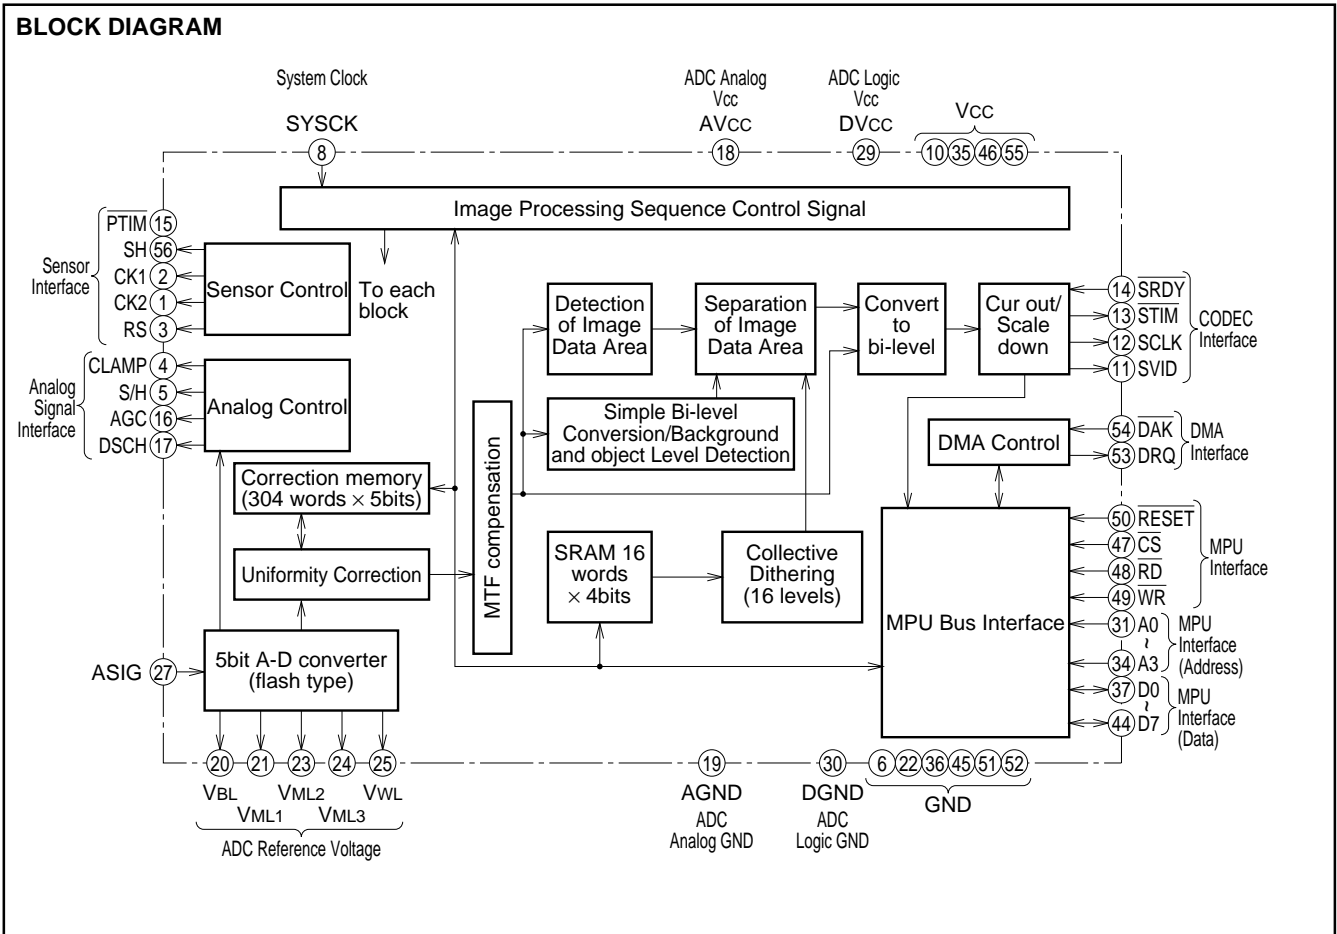 BLOCK DIAGRAM
System Clock
SYSCK
8
ADC Analog
Vcc
AVCC
18
ADC Logic
Vcc
DVCC
29
VCC
10 35 46 55
Image Processing Sequence Control Signal
To each
block
Sensor
Interface
PTIM 15
SH 56
CK1 2
CK2 1
RS 3
Sensor Control
Analog
Signal
Interface
CLAMP 4
S/H 5
AGC 16
DSCH 17
Analog Control
Detection
of Image
Data Area
Separation
of Image
Data Area
Convert
to
bi-level
Cur out/
Scale
down
14 SRDY
13 STIM
12 SCLK
11 SVID
CODEC
Interface
Simple Bi-level
Conversion/Background
and object Level Detection
DMA Control
54 DAK
53 DRQ
DMA
Interface
Correction memory
(304 words × 5bits)
MTF compensation
Uniformity Correction
SRAM 16
words
× 4bits
Collective
Dithering
(16 levels)
MPU Bus Interface
50 RESET
47 CS
48 RD
49 WR
MPU
Interface
31 A0
~
34 A3
MPU
Interface
(Address)
37 D0
~
44 D7
MPU
Interface
(Data)
ASIG 27
5bit A-D converter
(flash type)
20 21 23 24 25
VBL VML1 VML2 VML3 VWL
ADC Reference Voltage
19
AGND
ADC
Analog GND
30
DGND
ADC
Logic GND
6 22 36 45 51 52
GND